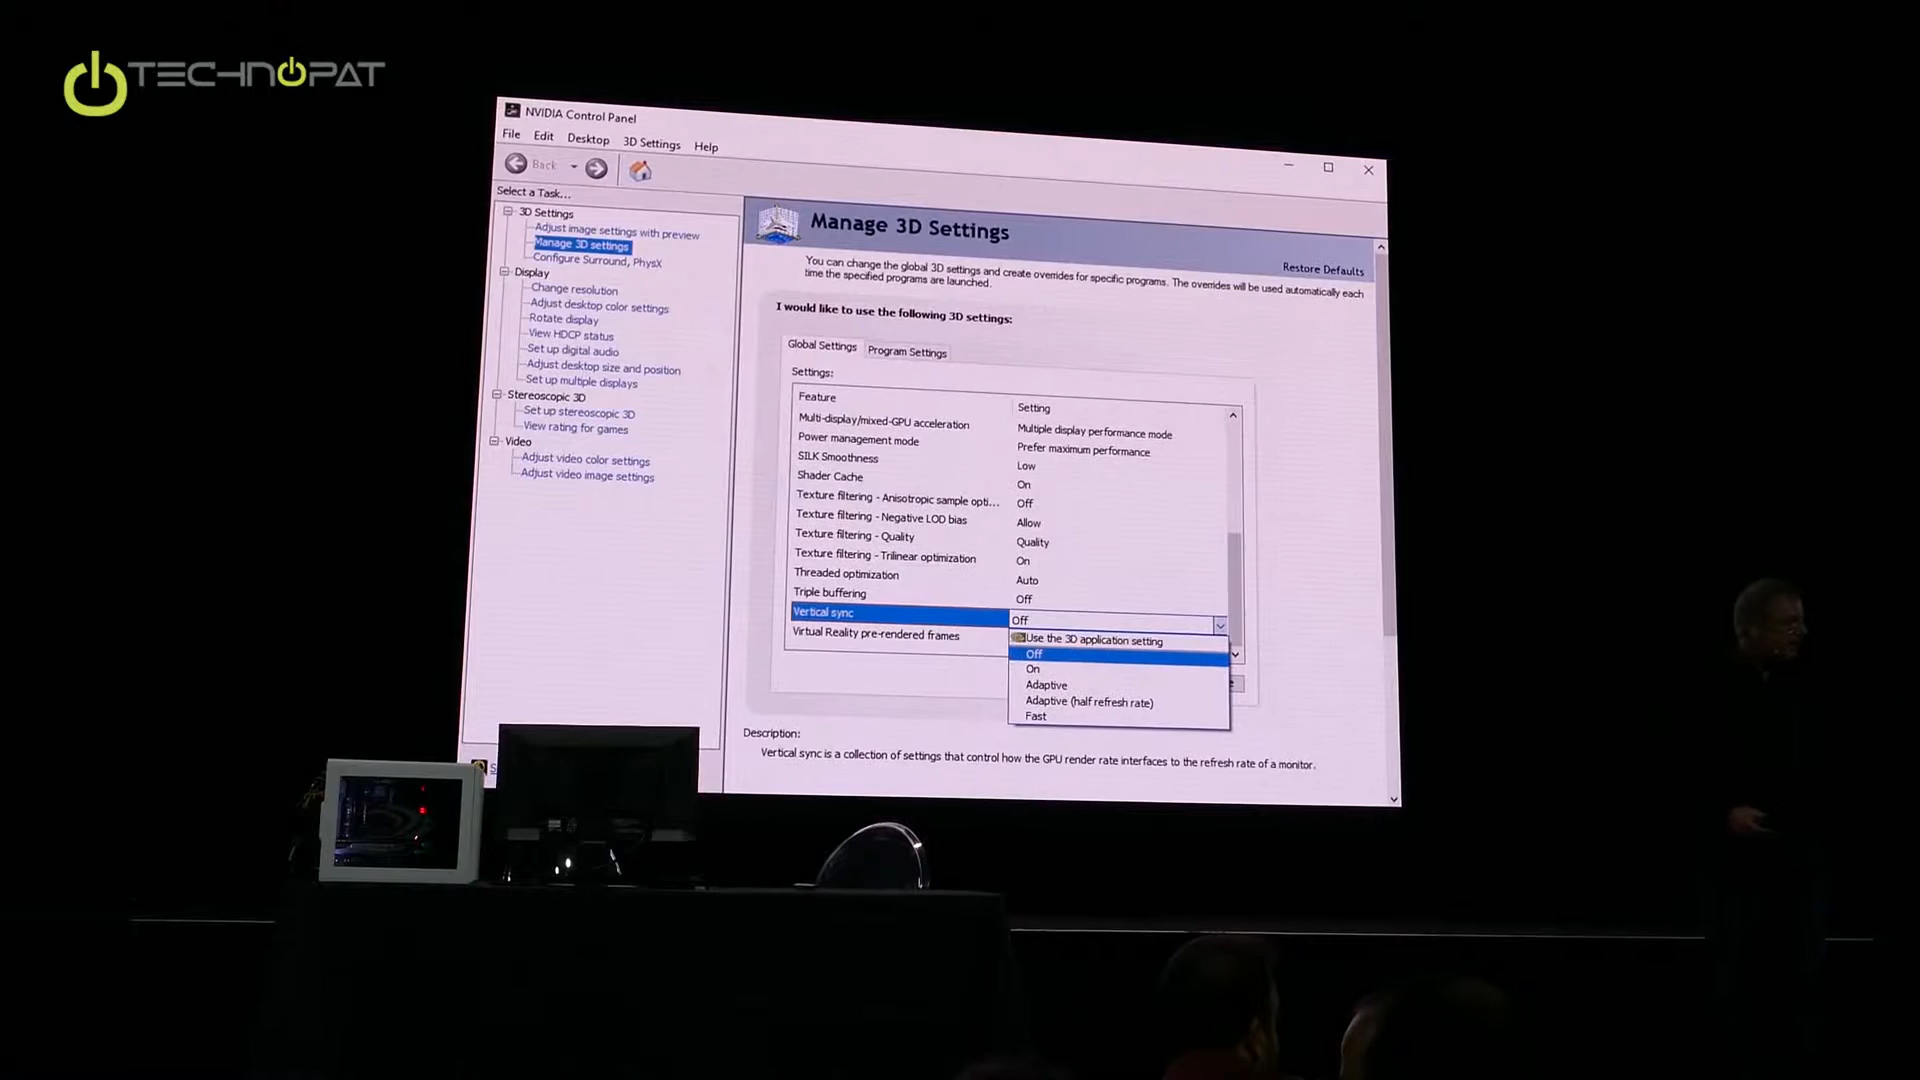 TECHNOPAT
NVIDIA Control Panel
File Edit Desktop 3D Settings Help
Back
Select a Task...
3D Settings
Adjust image settings with preview
Manage 3D settings
Configure Surround, PhysX
Display
Change resolution
Adjust desktop color settings
Rotate display
View HDCP status
Set up digital audio
Adjust desktop size and position
Set up multiple displays
Stereoscopic 3D
Set up stereoscopic 3D
View rating for games
Video
Adjust video color settings
Adjust video image settings
Manage 3D Settings
Restore Defaults
You can change the global 3D settings and create overrides for specific programs. The overrides will be used automatically each
time the specified programs are launched.
I would like to use the following 3D settings:
Global Settings Program Settings
Settings:
Feature Setting
Multi-display/mixed-GPU acceleration Multiple display performance mode
Power management mode Prefer maximum performance
SILK Smoothness Low
Shader Cache On
Texture filtering - Anisotropic sample opti... Off
Texture filtering - Negative LOD bias Allow
Texture filtering - Quality Quality
Texture filtering - Trilinear optimization On
Threaded optimization Auto
Triple buffering Off
Vertical sync Off
Virtual Reality pre-rendered frames
Use the 3D application setting
Off
On
Adaptive
Adaptive (half refresh rate)
Fast
Description:
Vertical sync is a collection of settings that control how the GPU render rate interfaces to the refresh rate of a monitor.